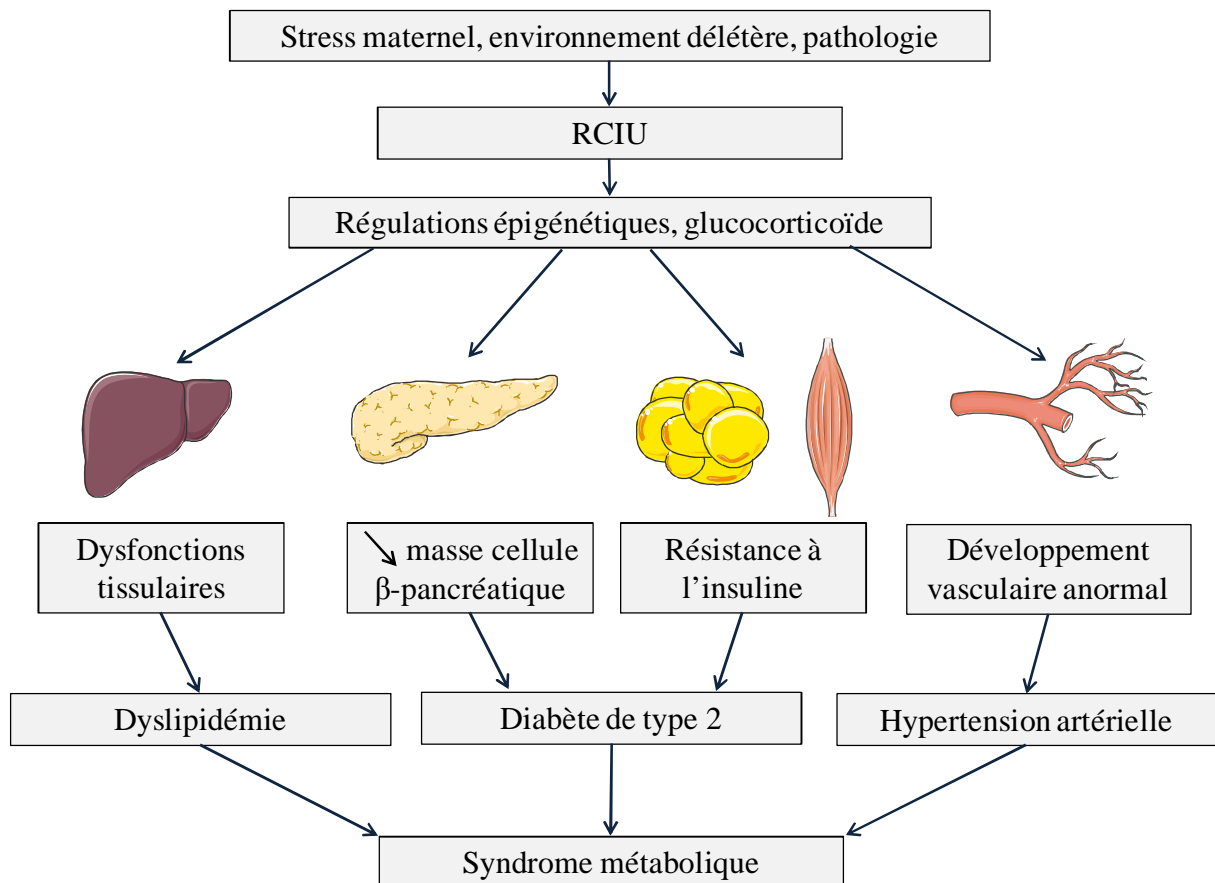 Stress maternel, environnement délétère, pathologie
RCIU
Régulations épigénétiques, glucocorticoïde
Dysfonctions
tissulaires
↘ masse cellule
β-pancréatique
Résistance à
l’insuline
Développement
vasculaire anormal
Dyslipidémie
Diabète de type 2
Hypertension artérielle
Syndrome métabolique